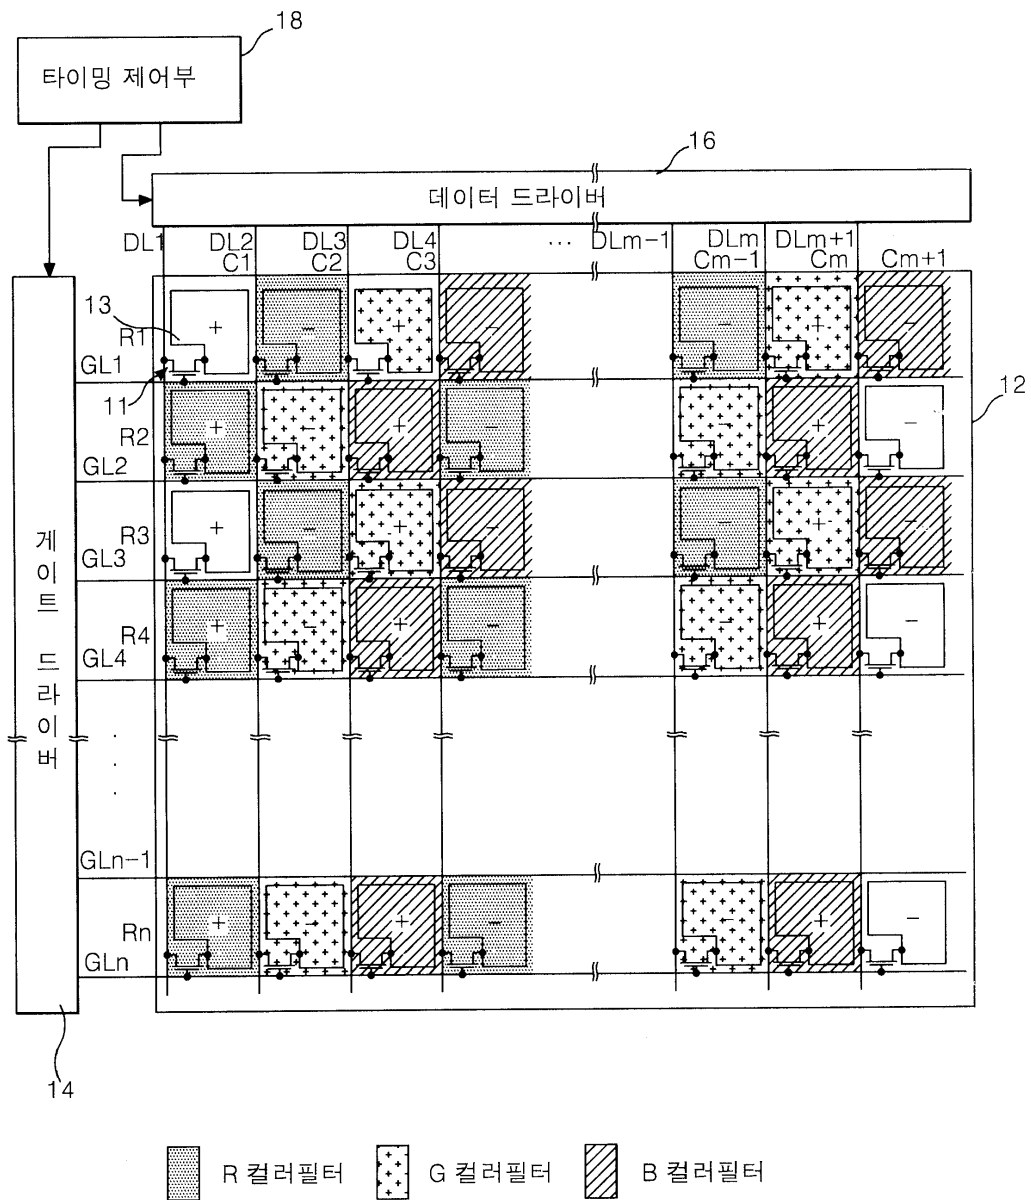 18
타이밍 제어부
16
데이터 드라이버
DL1 DL2 DL3 DL4 ... DLm-1 DLm DLm+1
C1 C2 C3 Cm-1 Cm Cm+1
13
R1 + - + - - + -
GL1
11
12
R2 + - + - - + -
GL2
R3 + - + - - + -
GL3
R4 + - + - - + -
GL4
게이트 드라이버
GLn-1
Rn + - + - - + -
GLn
14
R 컬러필터 G 컬러필터 B 컬러필터